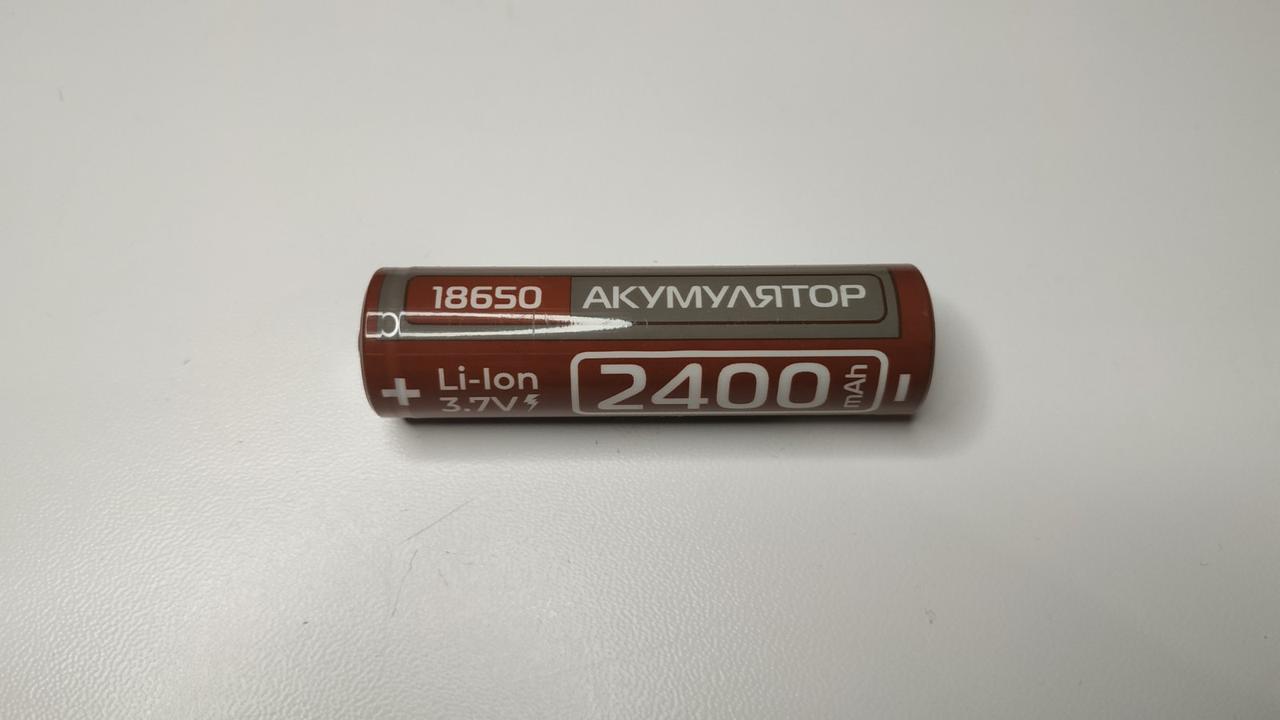 18650 АКУМУЛЯТОР
+ Li-Ion
3.7V
2400 mAh -